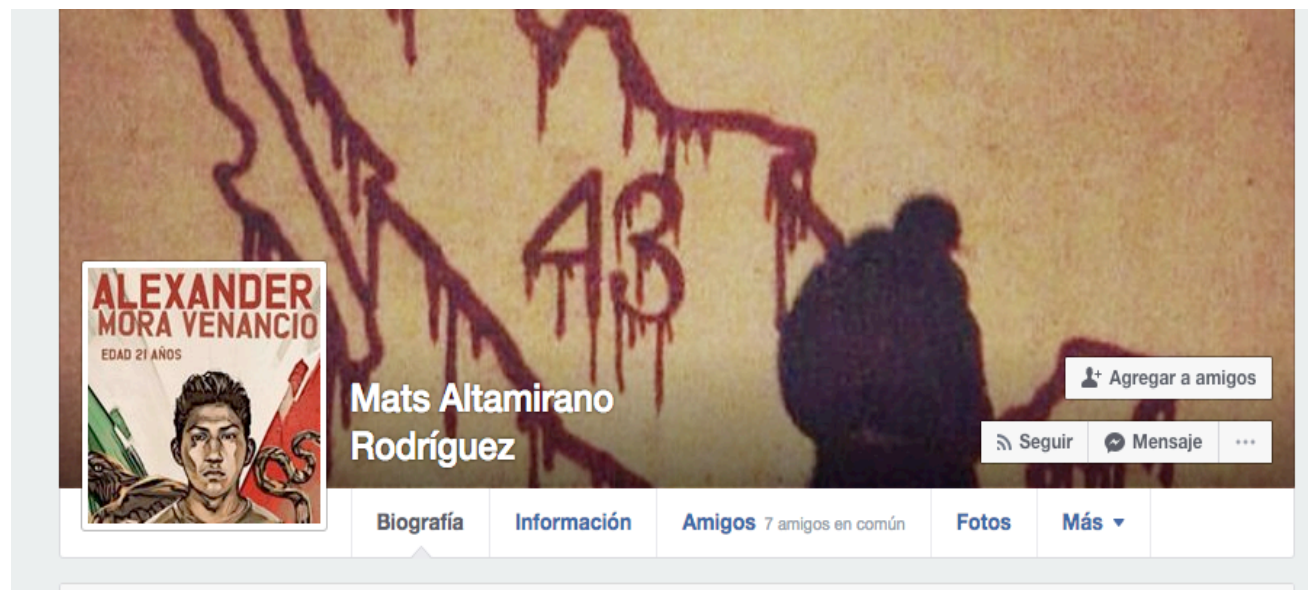 43
ALEXANDER
MORA VENANCIO
EDAD 21 AÑOS
Mats Altamirano
Rodríguez
Agregar a amigos
Seguir
Mensaje
...
Biografía
Información
Amigos 7 amigos en común
Fotos
Más